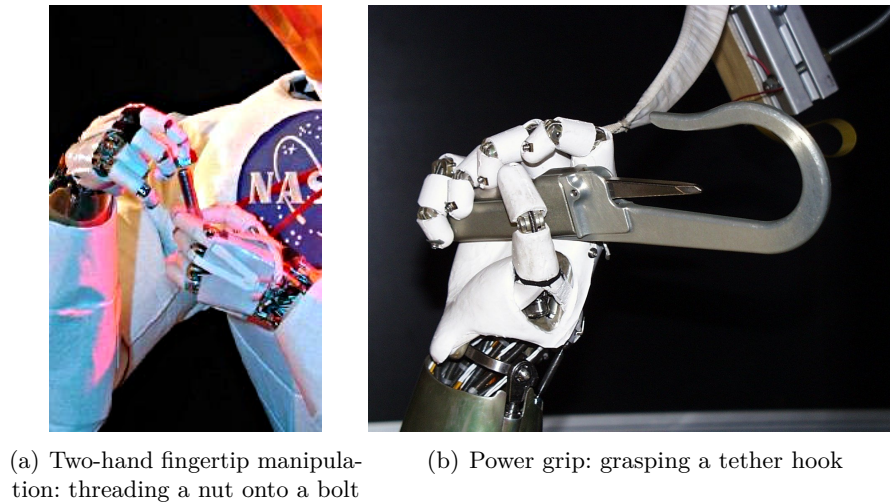 NAS
(a) Two-hand fingertip manipula-
tion: threading a nut onto a bolt
(b) Power grip: grasping a tether hook